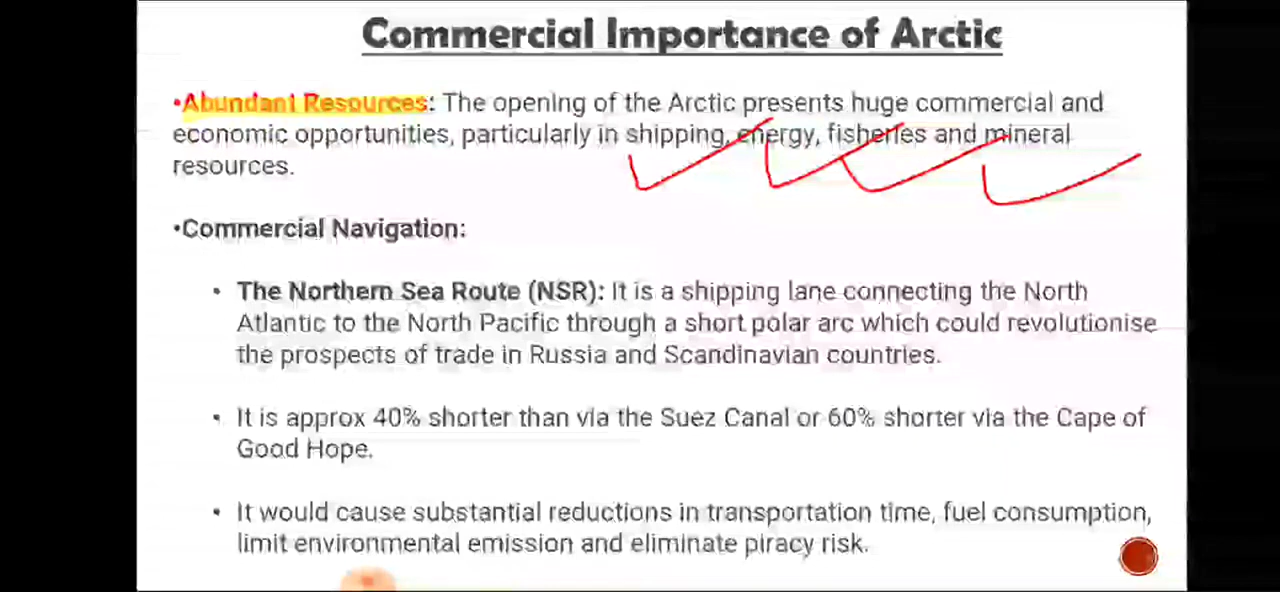 Commercial Importance of Arctic
•Abundant Resources: The opening of the Arctic presents huge commercial and
economic opportunities, particularly in shipping, energy, fisheries and mineral
resources.
•Commercial Navigation:
• The Northern Sea Route (NSR): It is a shipping lane connecting the North
Atlantic to the North Pacific through a short polar arc which could revolutionise
the prospects of trade in Russia and Scandinavian countries.
• It is approx 40% shorter than via the Suez Canal or 60% shorter via the Cape of
Good Hope.
• It would cause substantial reductions in transportation time, fuel consumption,
limit environmental emission and eliminate piracy risk.